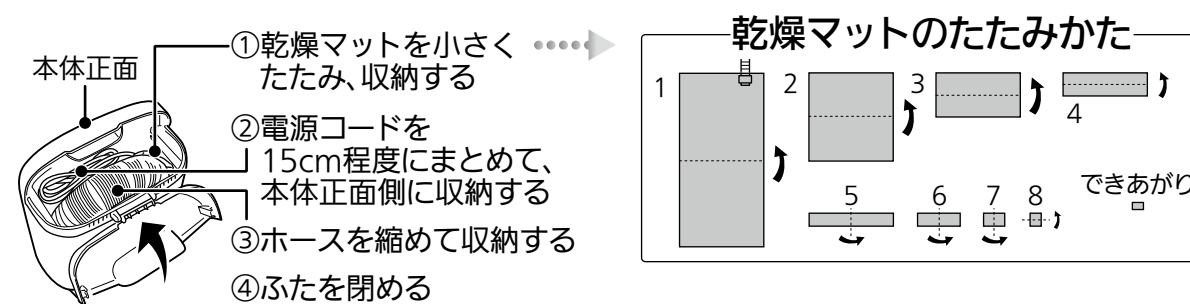 本体正面
①乾燥マットを小さく
たたみ、収納する
②電源コードを
15cm程度にまとめて、
本体正面側に収納する
③ホースを縮めて収納する
④ふたを閉める
乾燥マットのたたみかた
1
2
3
4
5
6
7
8
できあがり